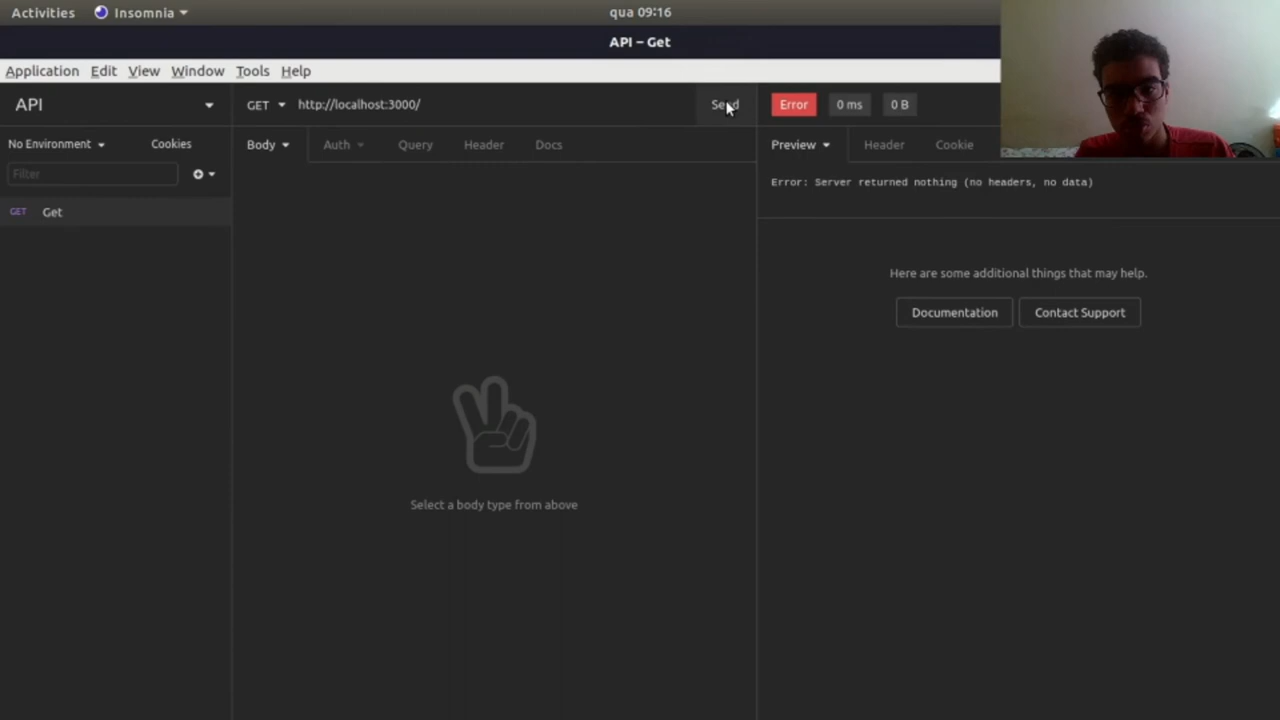 Activities Insomnia qua 09:16
API – Get
Application Edit View Window Tools Help
API GET http://localhost:3000/ Send Error 0 ms 0 B
No Environment Cookies Body Auth Query Header Docs Preview Header Cookie
Filter
Error: Server returned nothing (no headers, no data)
GET Get
Here are some additional things that may help.
Documentation Contact Support
Select a body type from above